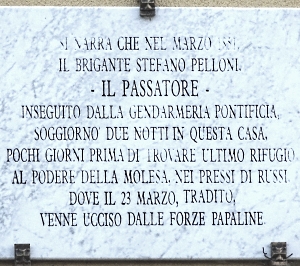 SI NARRA CHE NEL MARZO 1851,
IL BRIGANTE STEFANO PELLONI,
- IL PASSATORE -
INSEGUITO DALLA GENDARMERIA PONTIFICIA,
SOGGIORNO' DUE NOTTI IN QUESTA CASA,
POCHI GIORNI PRIMA DI TROVARE ULTIMO RIFUGIO
AL PODERE DELLA MOLESA, NEI PRESSI DI RUSSI
DOVE IL 23 MARZO, TRADITO,
VENNE UCCISO DALLE FORZE PAPALINE.